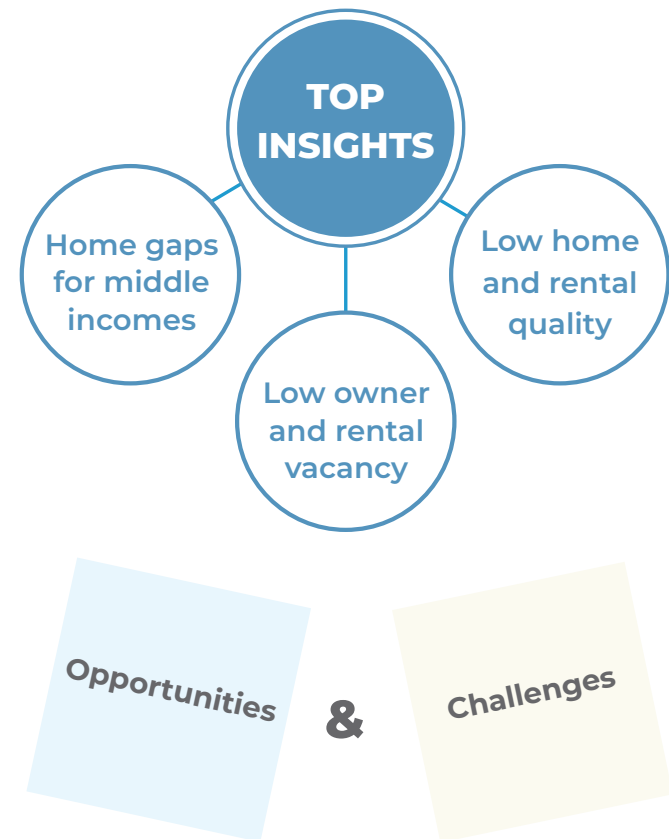 TOP
INSIGHTS
Home gaps
for middle
incomes
Low owner
and rental
vacancy
Low home
and rental
quality
Opportunities
&
Challenges